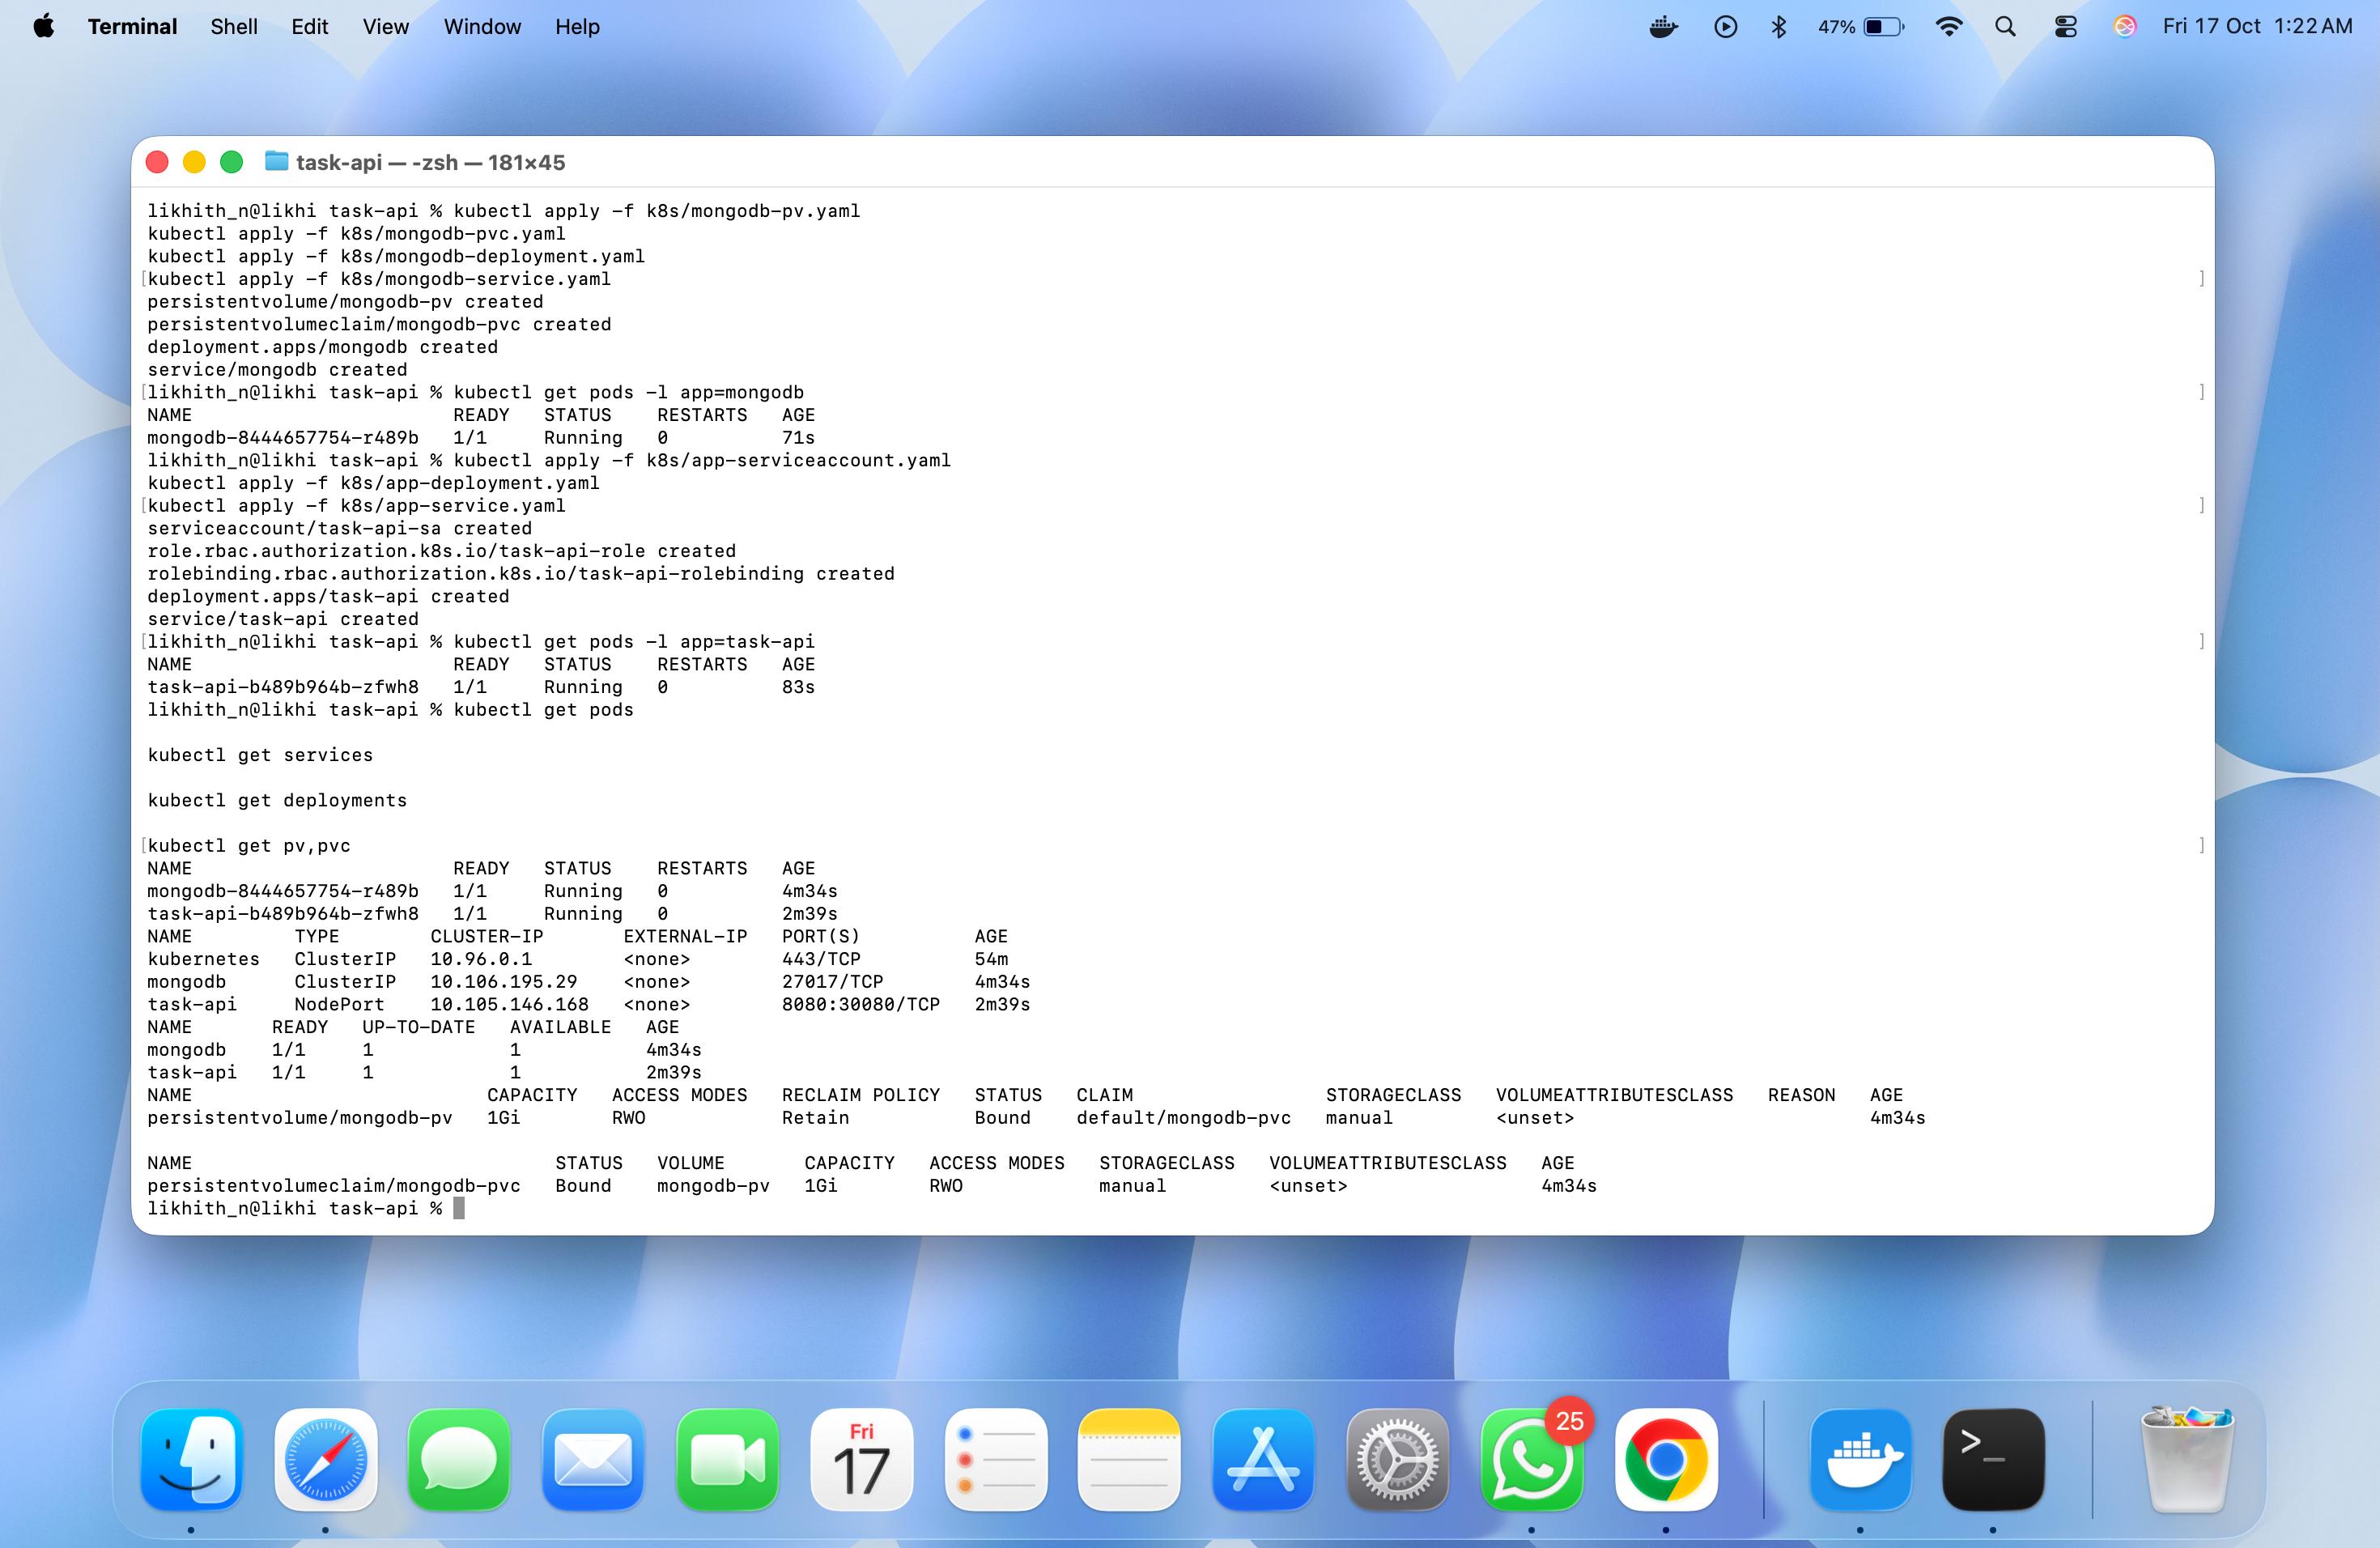 Terminal Shell Edit View Window Help 47% Fri 17 Oct 1:22 AM
task-api — -zsh — 181×45
likhith_n@likhi task-api % kubectl apply -f k8s/mongodb-pv.yaml
kubectl apply -f k8s/mongodb-pvc.yaml
kubectl apply -f k8s/mongodb-deployment.yaml
[kubectl apply -f k8s/mongodb-service.yaml ]
persistentvolume/mongodb-pv created
persistentvolumeclaim/mongodb-pvc created
deployment.apps/mongodb created
service/mongodb created
[likhith_n@likhi task-api % kubectl get pods -l app=mongodb ]
NAME READY STATUS RESTARTS AGE
mongodb-8444657754-r489b 1/1 Running 0 71s
likhith_n@likhi task-api % kubectl apply -f k8s/app-serviceaccount.yaml
kubectl apply -f k8s/app-deployment.yaml
[kubectl apply -f k8s/app-service.yaml ]
serviceaccount/task-api-sa created
role.rbac.authorization.k8s.io/task-api-role created
rolebinding.rbac.authorization.k8s.io/task-api-rolebinding created
deployment.apps/task-api created
service/task-api created
[likhith_n@likhi task-api % kubectl get pods -l app=task-api ]
NAME READY STATUS RESTARTS AGE
task-api-b489b964b-zfwh8 1/1 Running 0 83s
likhith_n@likhi task-api % kubectl get pods
kubectl get services
kubectl get deployments
[kubectl get pv,pvc ]
NAME READY STATUS RESTARTS AGE
mongodb-8444657754-r489b 1/1 Running 0 4m34s
task-api-b489b964b-zfwh8 1/1 Running 0 2m39s
NAME TYPE CLUSTER-IP EXTERNAL-IP PORT(S) AGE
kubernetes ClusterIP 10.96.0.1 <none> 443/TCP 54m
mongodb ClusterIP 10.106.195.29 <none> 27017/TCP 4m34s
task-api NodePort 10.105.146.168 <none> 8080:30080/TCP 2m39s
NAME READY UP-TO-DATE AVAILABLE AGE
mongodb 1/1 1 1 4m34s
task-api 1/1 1 1 2m39s
NAME CAPACITY ACCESS MODES RECLAIM POLICY STATUS CLAIM STORAGECLASS VOLUMEATTRIBUTESCLASS REASON AGE
persistentvolume/mongodb-pv 1Gi RWO Retain Bound default/mongodb-pvc manual <unset> 4m34s
NAME STATUS VOLUME CAPACITY ACCESS MODES STORAGECLASS VOLUMEATTRIBUTESCLASS AGE
persistentvolumeclaim/mongodb-pvc Bound mongodb-pv 1Gi RWO manual <unset> 4m34s
likhith_n@likhi task-api %
Fri
17
25
>_